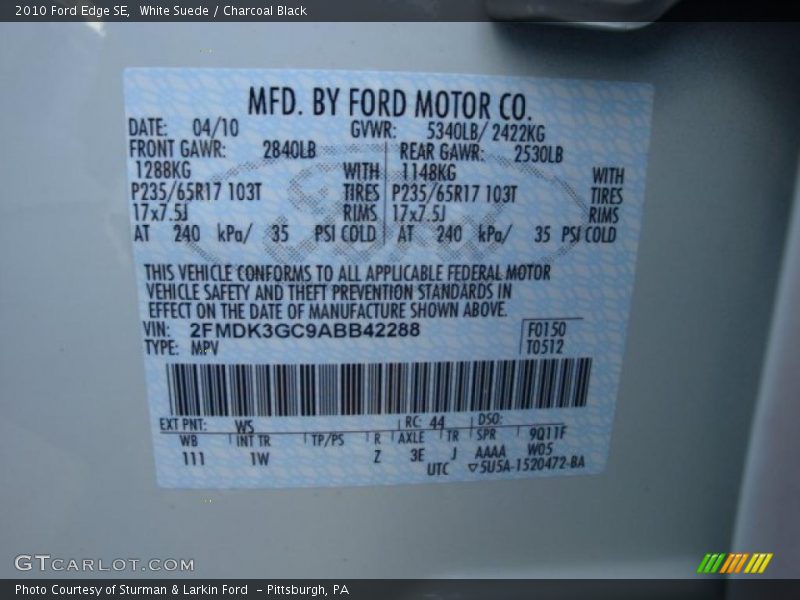 2010 Ford Edge SE, White Suede / Charcoal Black
MFD. BY FORD MOTOR CO.
DATE: 04/10 GVWR: 5340LB/ 2422KG
FRONT GAWR: 2840LB REAR GAWR: 2530LB
1288KG WITH 1148KG WITH
P235/65R17 103T TIRES P235/65R17 103T TIRES
17x7.5J RIMS 17x7.5J RIMS
AT 240 kPa/ 35 PSI COLD AT 240 kPa/ 35 PSI COLD
THIS VEHICLE CONFORMS TO ALL APPLICABLE FEDERAL MOTOR
VEHICLE SAFETY AND THEFT PREVENTION STANDARDS IN
EFFECT ON THE DATE OF MANUFACTURE SHOWN ABOVE.
VIN: 2FMDK3GC9ABB42288 F0150
TYPE: MPV T0512
EXT PNT: WS RC: 44 DSO:
WB INT TR TP/PS R AXLE TR SPR 9Q11F
111 1W Z 3E J AAAA W05
UTC ▽5U5A-1520472-BA
GTCARLOT.COM
Photo Courtesy of Sturman & Larkin Ford - Pittsburgh, PA